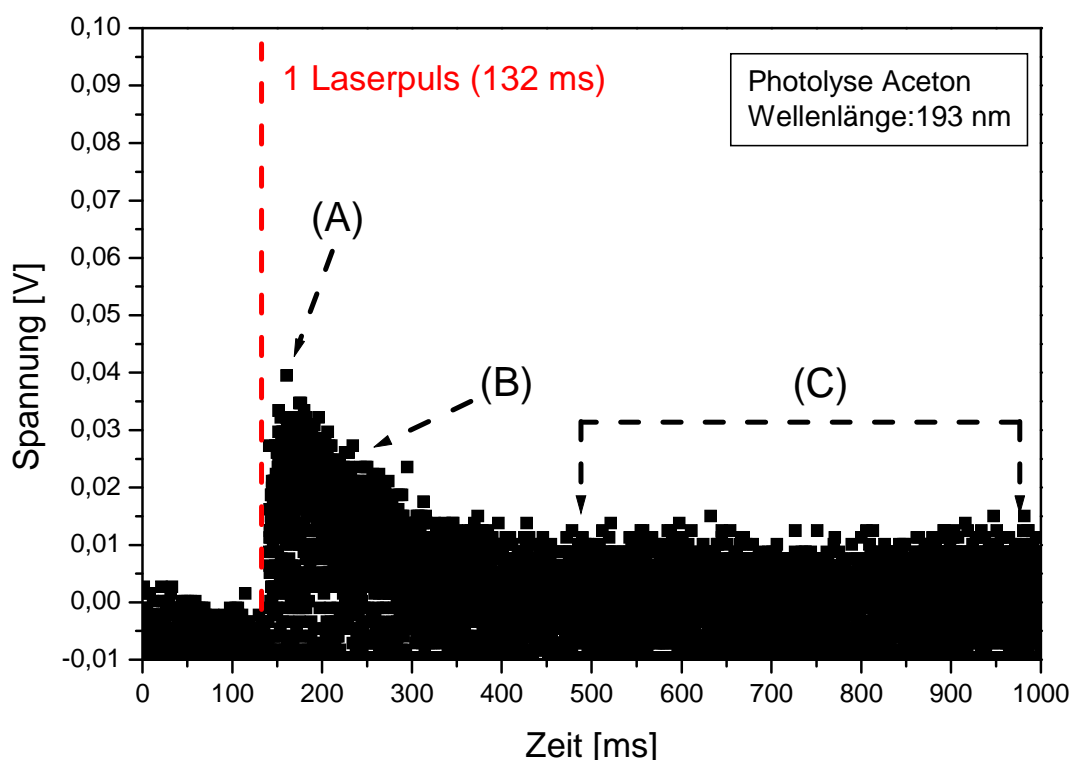 0,10
0,09
0,08
0,07
0,06
0,05
0,04
0,03
0,02
0,01
0,00
-0,01
Spannung [V]
1 Laserpuls (132 ms)
Photolyse Aceton
Wellenlänge:193 nm
(A)
(B)
(C)
0 100 200 300 400 500 600 700 800 900 1000
Zeit [ms]